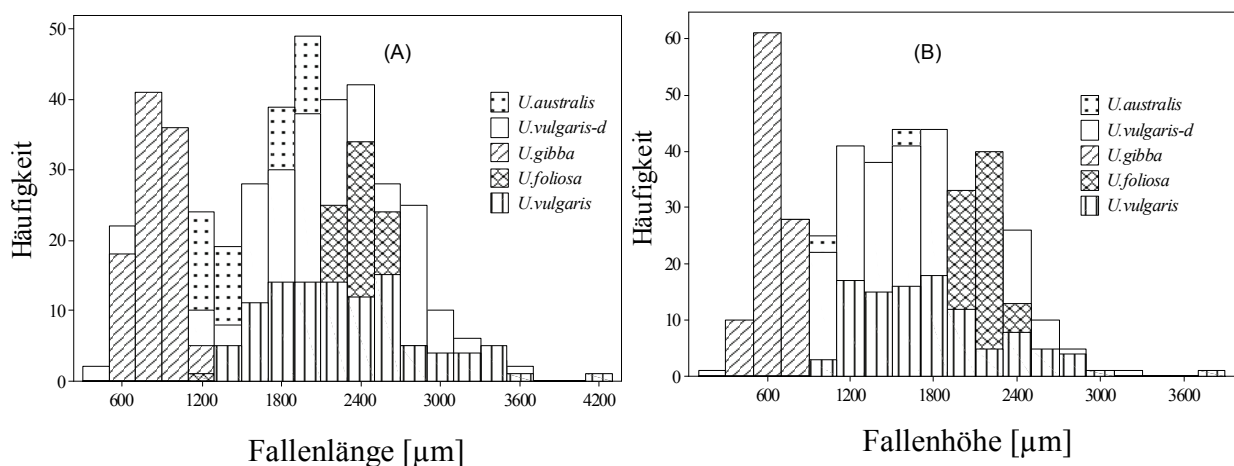 (A)
Häufigkeit
50
40
30
20
10
0
U.australis
U.vulgaris-d
U.gibba
U.foliosa
U.vulgaris
600 1200 1800 2400 3000 3600 4200
Fallenlänge [µm]
(B)
Häufigkeit
60
50
40
30
20
10
0
U.australis
U.vulgaris-d
U.gibba
U.foliosa
U.vulgaris
600 1200 1800 2400 3000 3600
Fallenhöhe [µm]